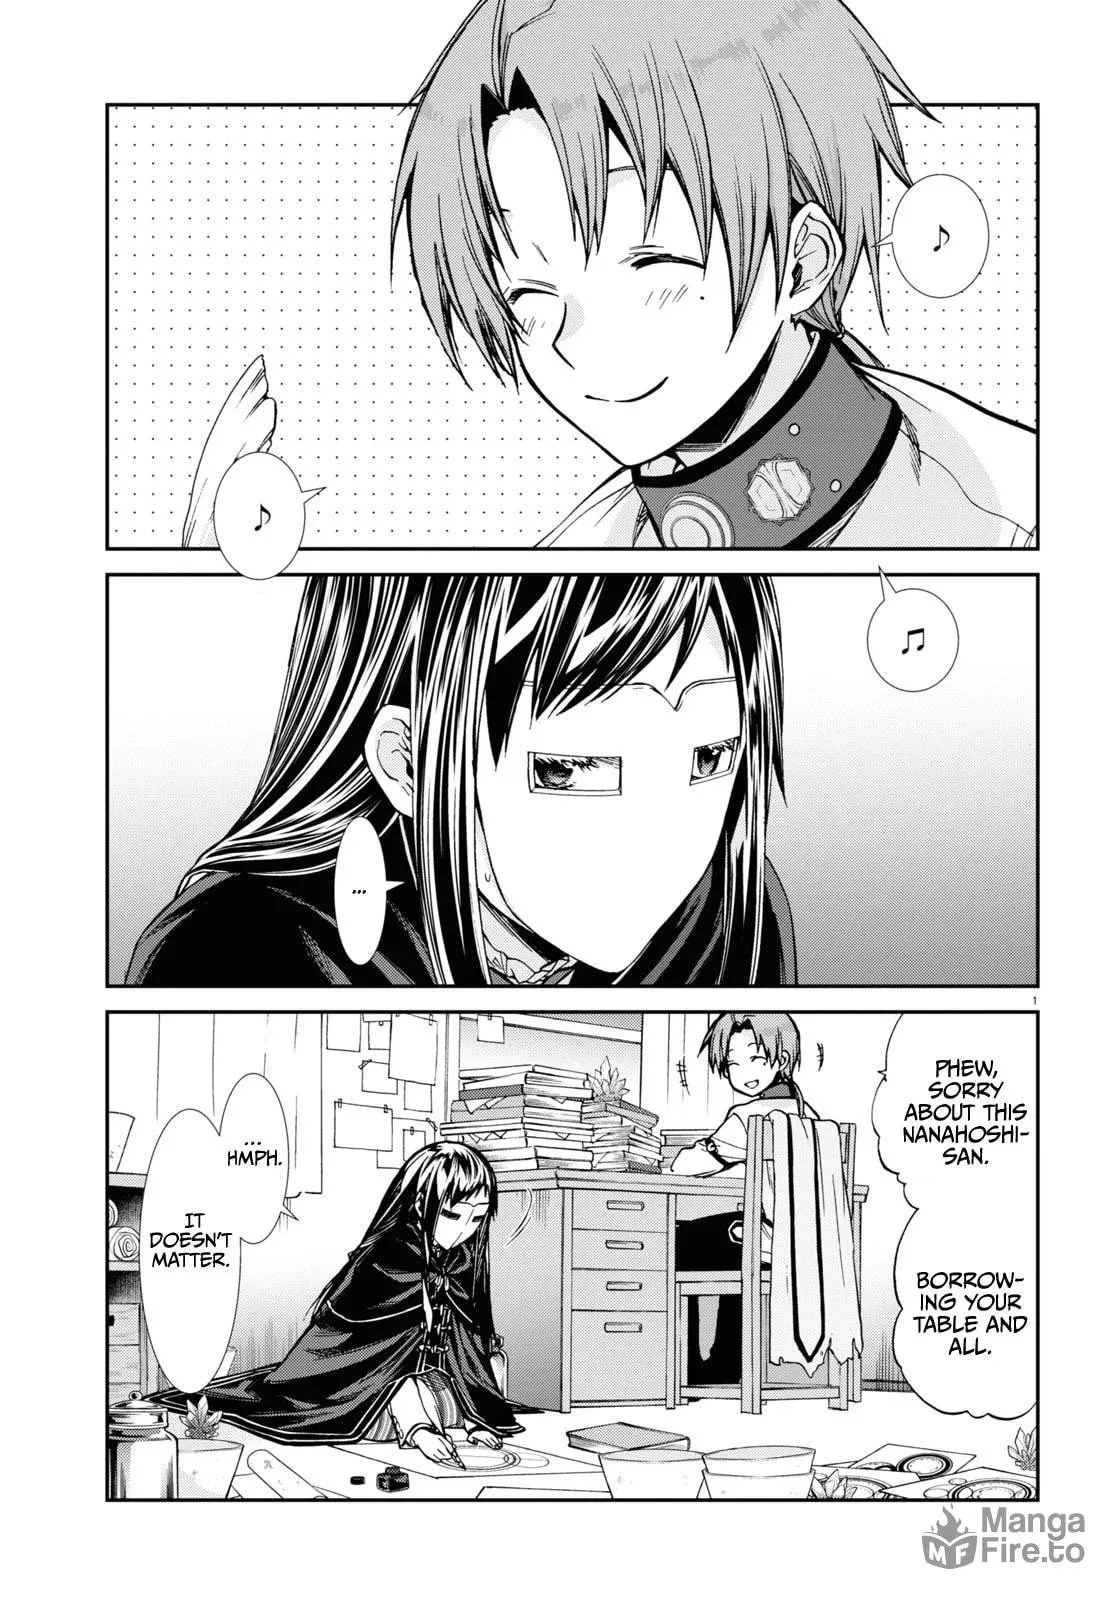 ♪
♪
♫
...
1
PHEW,
SORRY
ABOUT THIS
NANAHOSHI-
SAN.
BORROW-
ING YOUR
TABLE AND
ALL.
...
HMPH.
IT
DOESN'T
MATTER.
MF
Manga
Fire.to